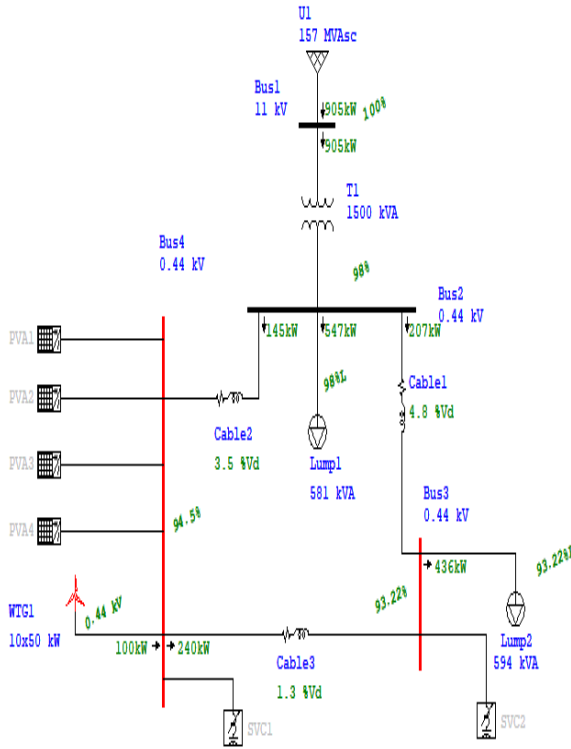 U1
157 MVAsc
Bus1
11 kV
905kW
100%
905kW
T1
1500 kVA
Bus4
0.44 kV
98%
Bus2
0.44 kV
145kW
547kW
207kW
PVA1
98%L
Cable1
4.8 %Vd
PVA2
Cable2
3.5 %Vd
Lump1
581 kVA
PVA3
Bus3
0.44 kV
94.5%
PVA4
436kW
93.22%L
93.22%
WTG1
10x50 kW
0.44 kV
100kW
240kW
Cable3
1.3 %Vd
Lump2
594 kVA
SVC1
SVC2